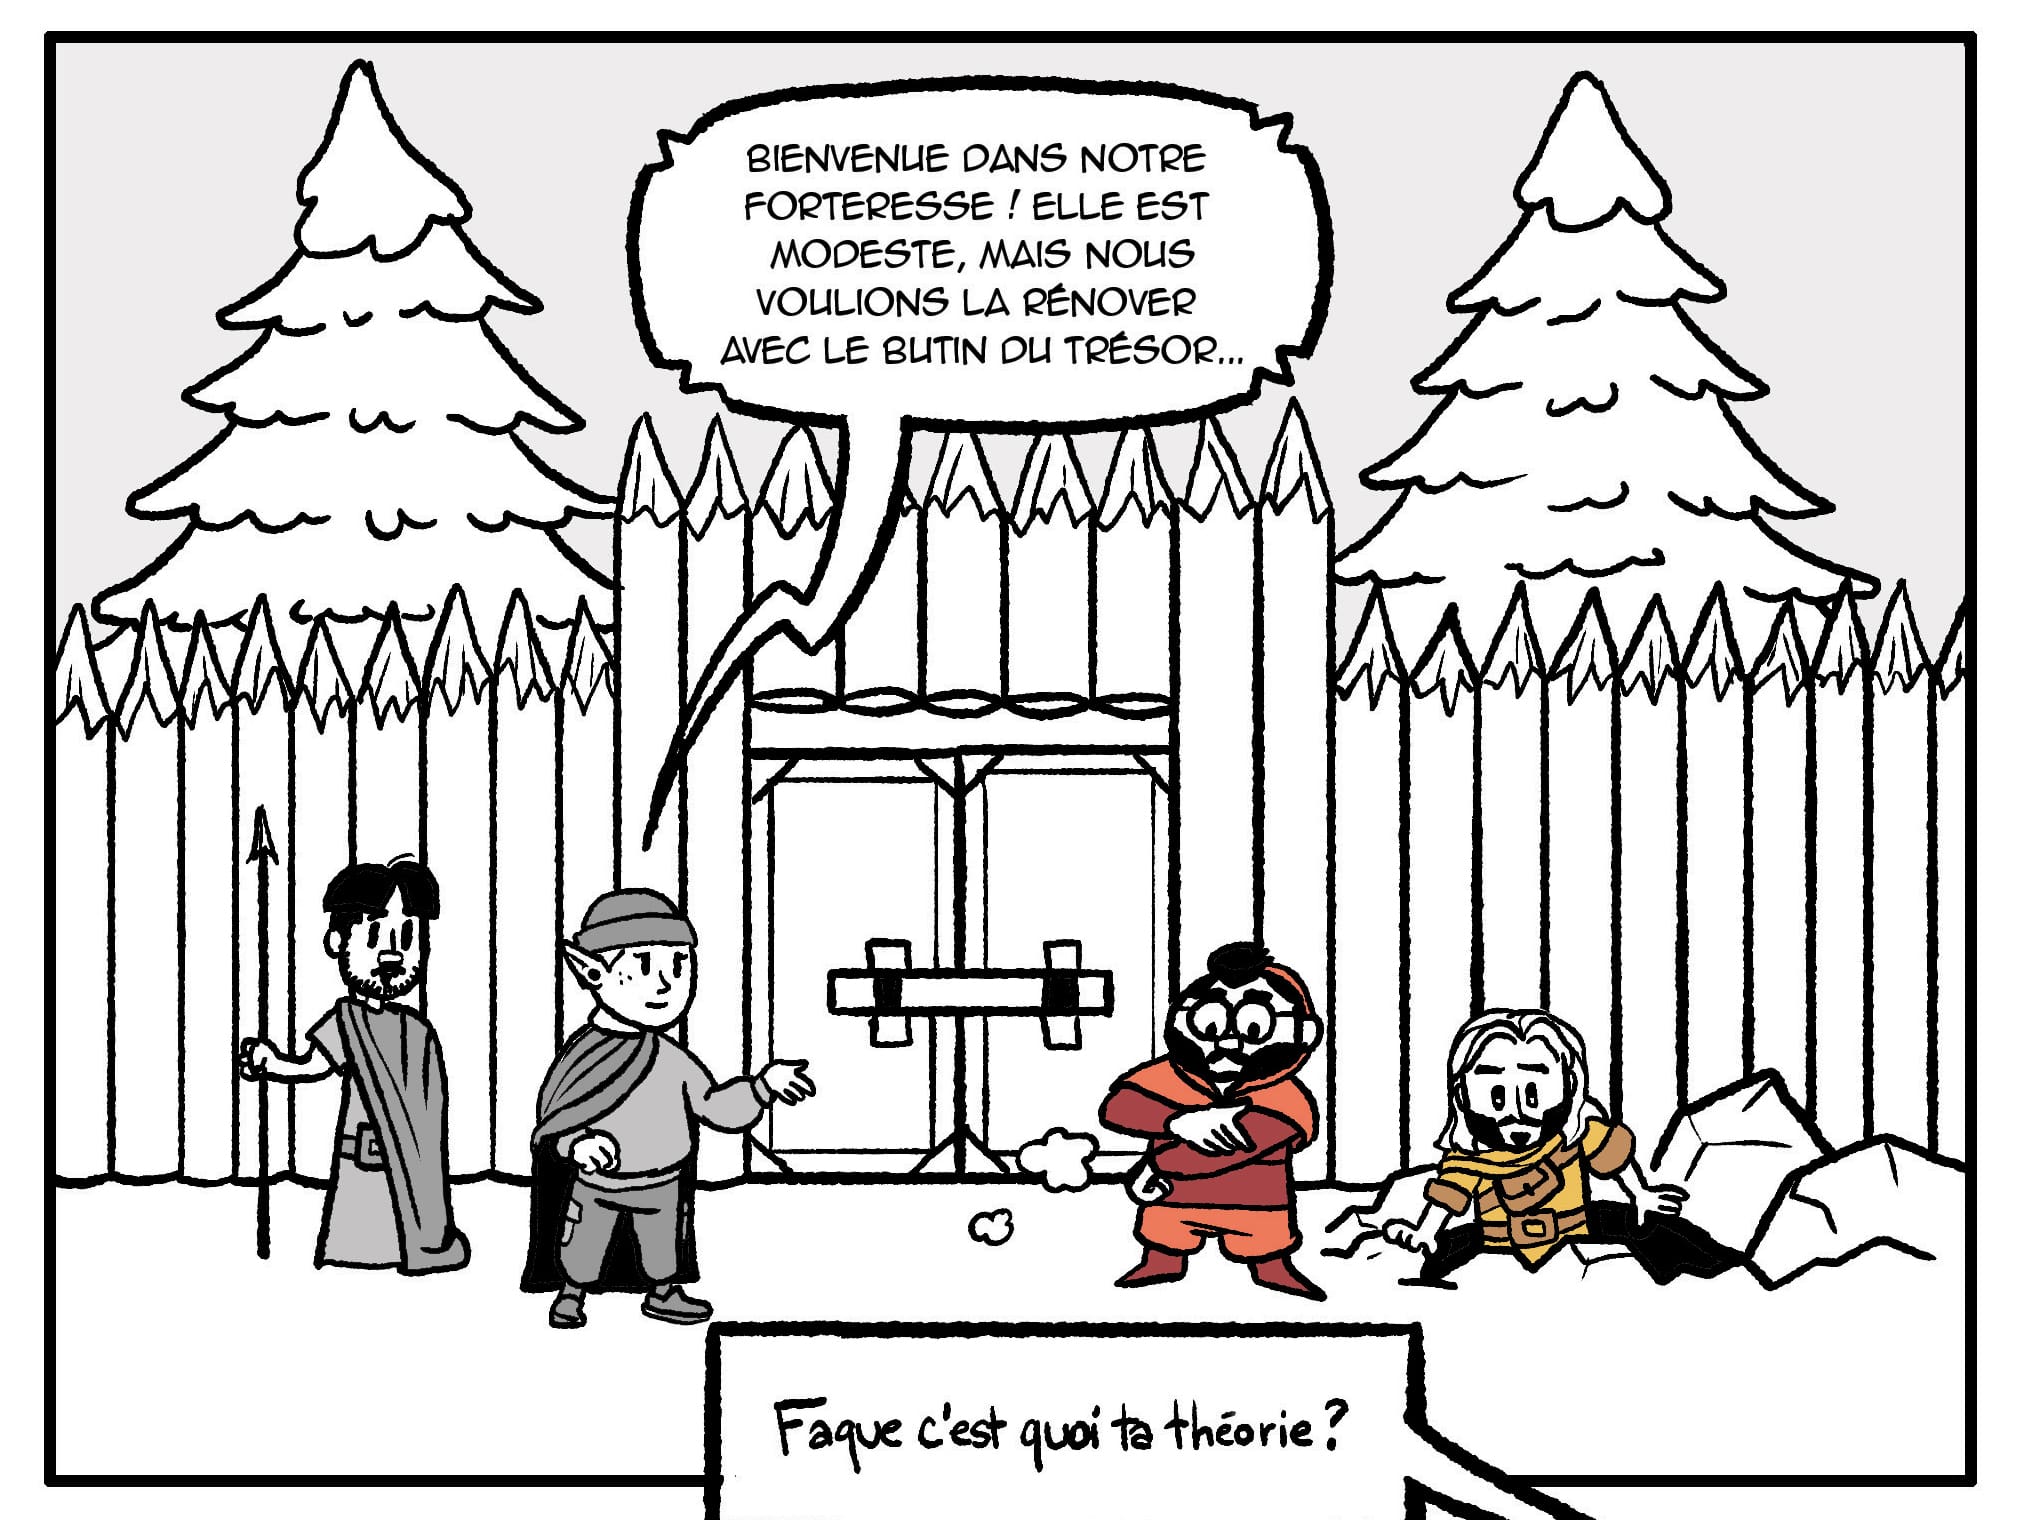 BIENVENUE DANS NOTRE
FORTERESSE ! ELLE EST
MODESTE, MAIS NOUS
VOULIONS LA RÉNOVER
AVEC LE BUTIN DU TRÉSOR...
Faque c'est quoi ta théorie ?